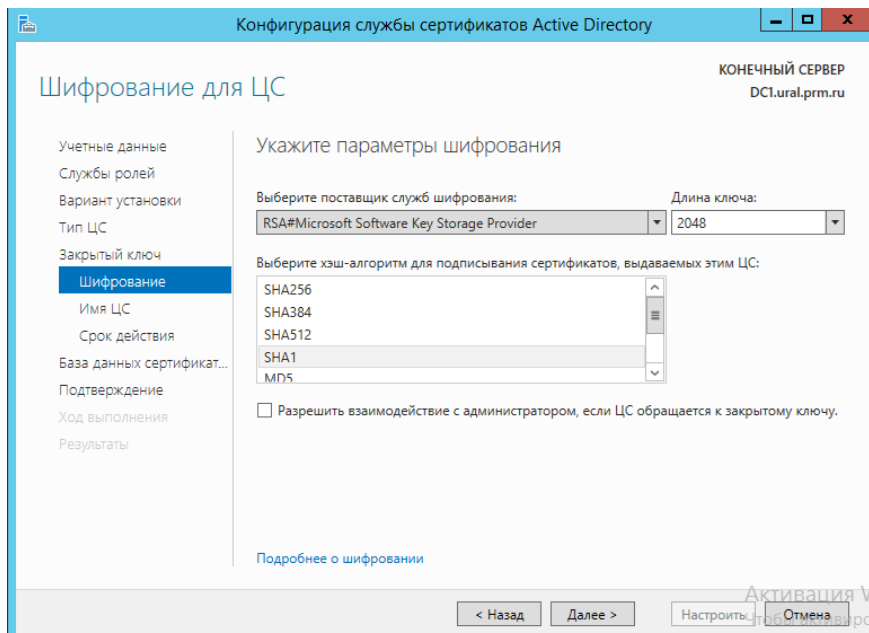 Конфигурация службы сертификатов Active Directory
Шифрование для ЦС
КОНЕЧНЫЙ СЕРВЕР
DC1.ural.prm.ru
Учетные данные
Службы ролей
Вариант установки
Тип ЦС
Закрытый ключ
Шифрование
Имя ЦС
Срок действия
База данных сертификат...
Подтверждение
Ход выполнения
Результаты
Укажите параметры шифрования
Выберите поставщик служб шифрования:
Длина ключа:
RSA#Microsoft Software Key Storage Provider
2048
Выберите хэш-алгоритм для подписывания сертификатов, выдаваемых этим ЦС:
SHA256
SHA384
SHA512
SHA1
MD5
Разрешить взаимодействие с администратором, если ЦС обращается к закрытому ключу.
Подробнее о шифровании
Активация W
< Назад
Далее >
Настроить
Отмена
Чтобы